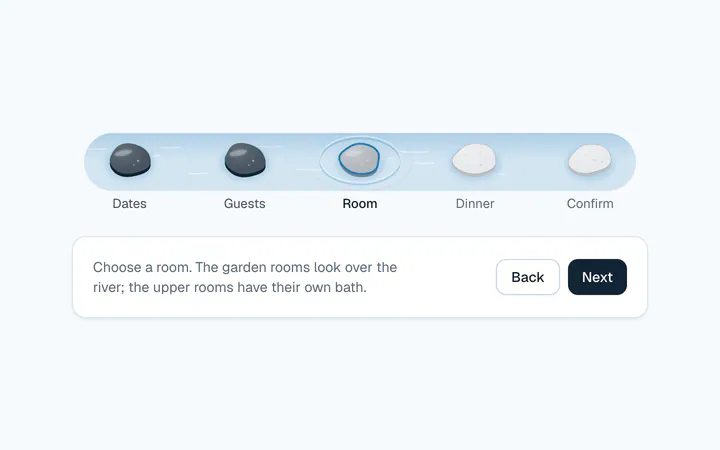 Dates
Guests
Room
Dinner
Confirm
Choose a room. The garden rooms look over the
river; the upper rooms have their own bath.
Back
Next